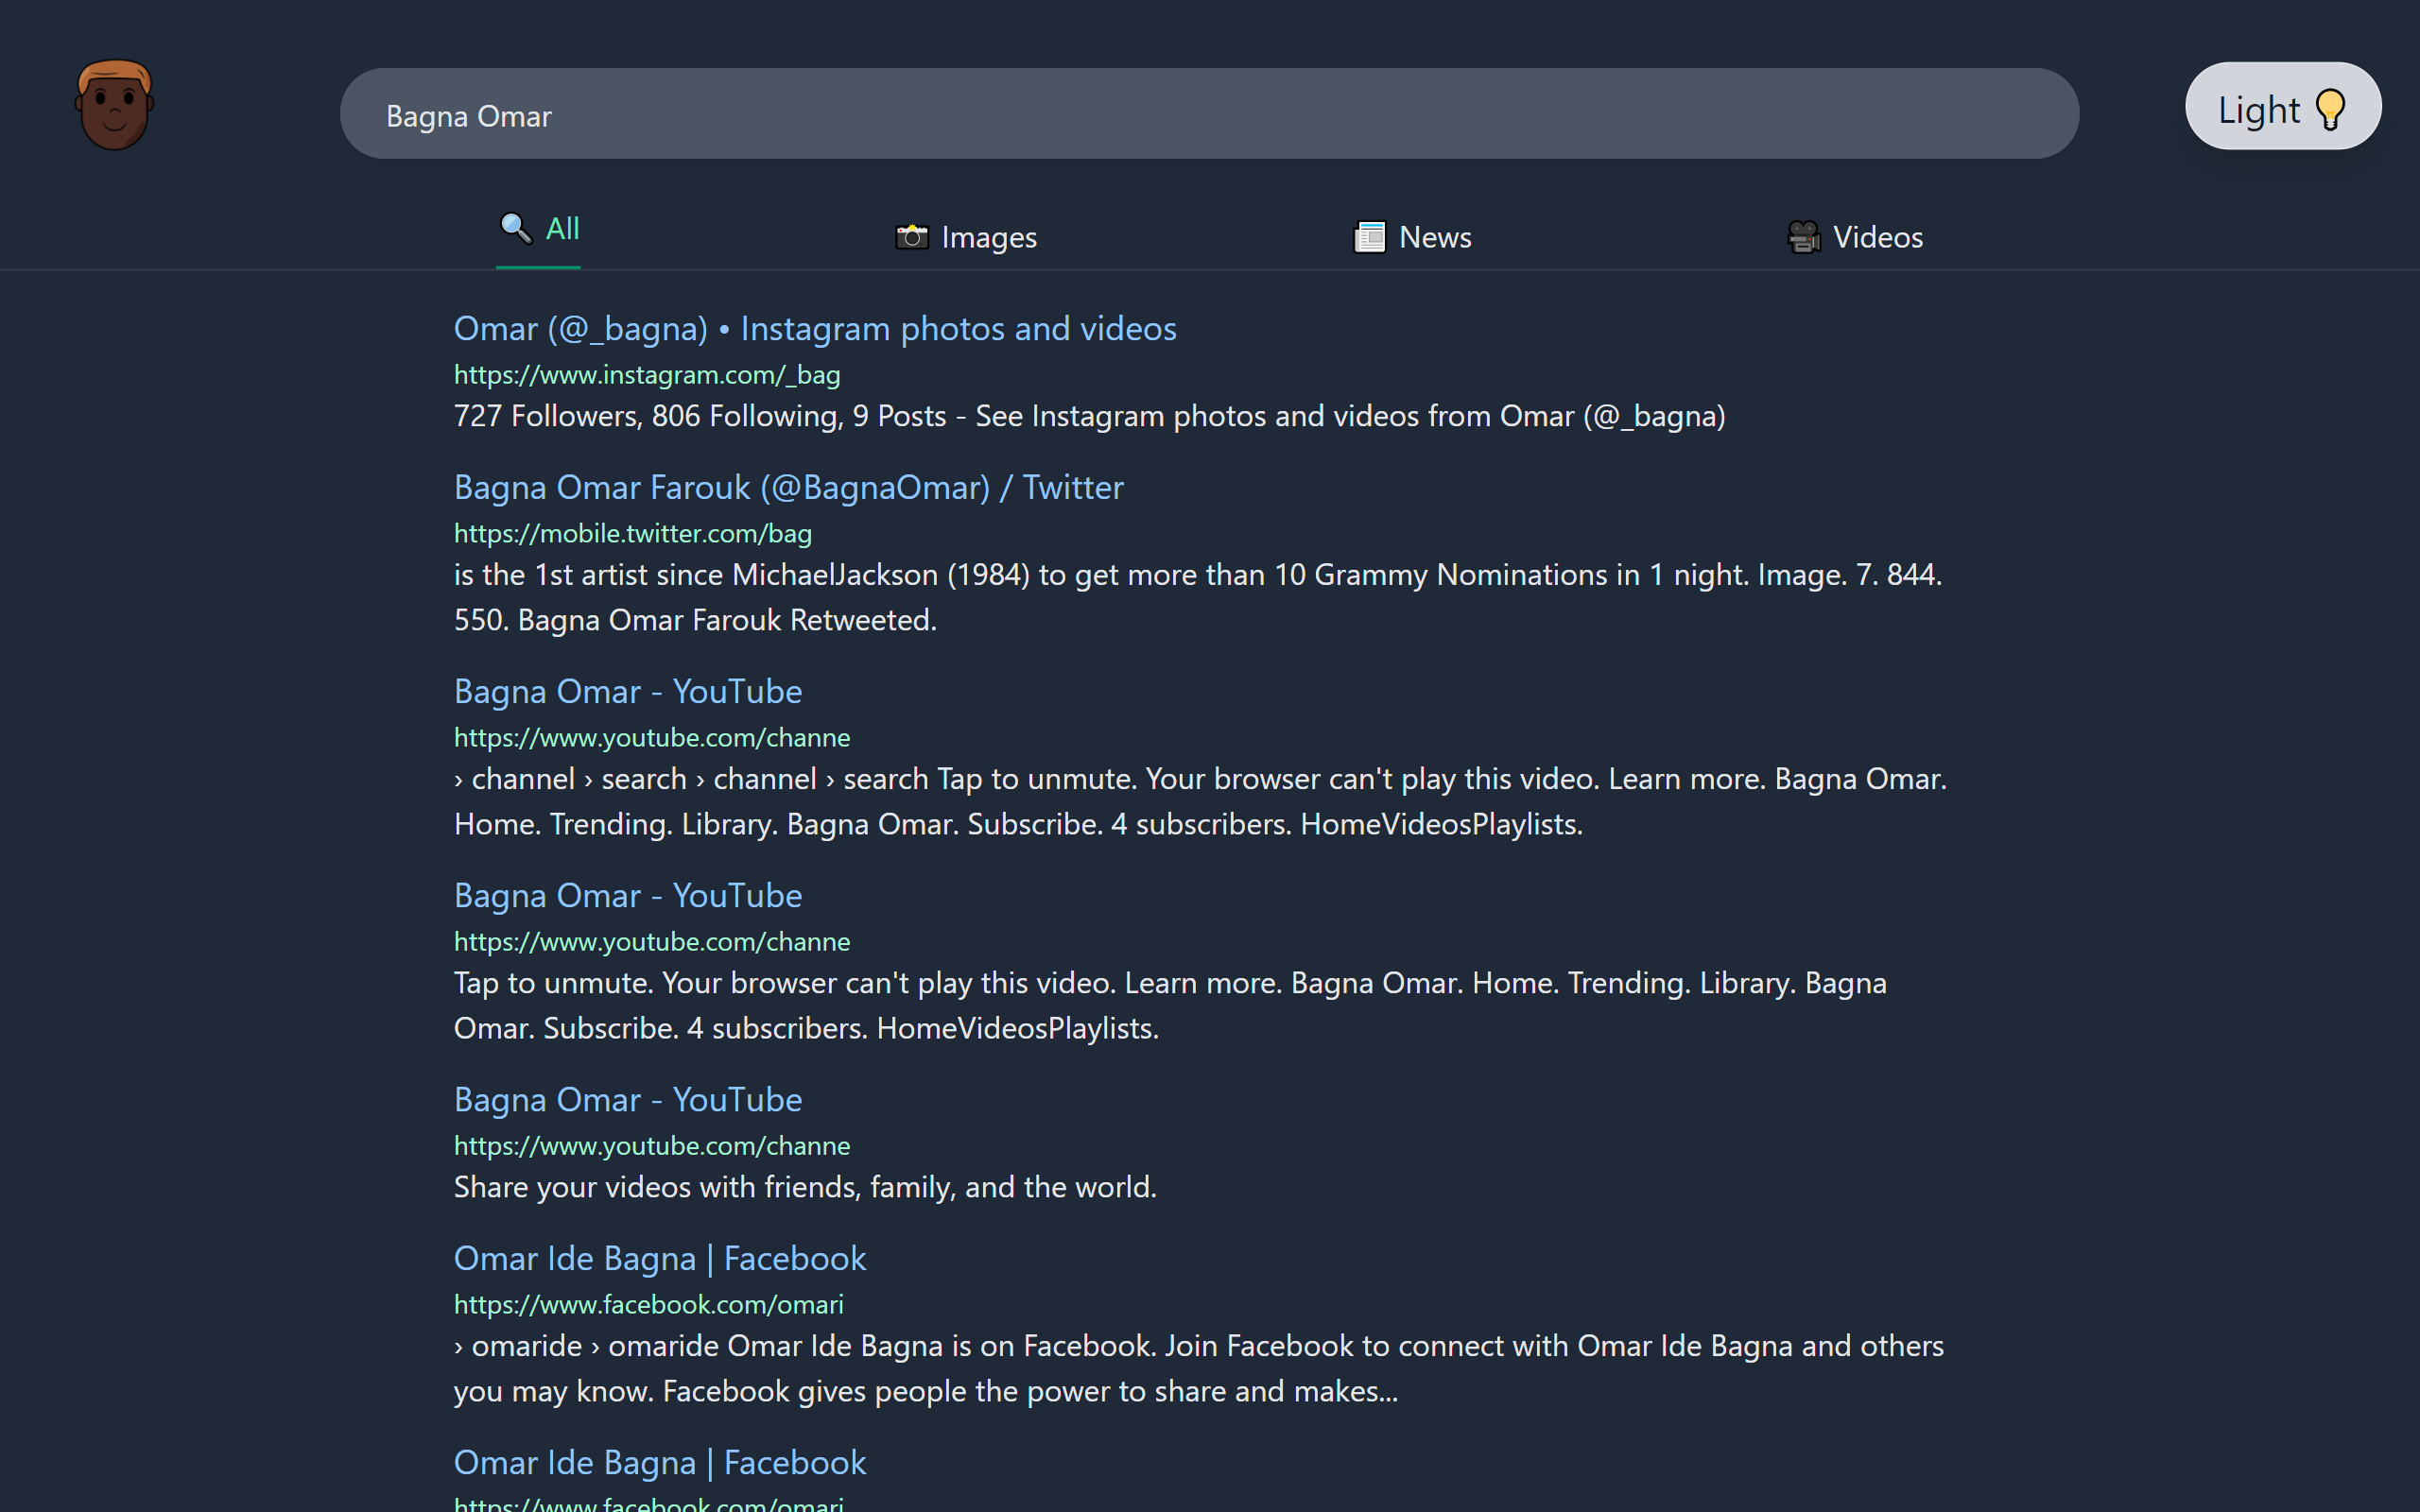 Bagna Omar
Light
All
Images
News
Videos
Omar (@_bagna) • Instagram photos and videos
https://www.instagram.com/_bag
727 Followers, 806 Following, 9 Posts - See Instagram photos and videos from Omar (@_bagna)
Bagna Omar Farouk (@BagnaOmar) / Twitter
https://mobile.twitter.com/bag
is the 1st artist since MichaelJackson (1984) to get more than 10 Grammy Nominations in 1 night. Image. 7. 844.
550. Bagna Omar Farouk Retweeted.
Bagna Omar - YouTube
https://www.youtube.com/channe
› channel › search › channel › search Tap to unmute. Your browser can't play this video. Learn more. Bagna Omar.
Home. Trending. Library. Bagna Omar. Subscribe. 4 subscribers. HomeVideosPlaylists.
Bagna Omar - YouTube
https://www.youtube.com/channe
Tap to unmute. Your browser can't play this video. Learn more. Bagna Omar. Home. Trending. Library. Bagna
Omar. Subscribe. 4 subscribers. HomeVideosPlaylists.
Bagna Omar - YouTube
https://www.youtube.com/channe
Share your videos with friends, family, and the world.
Omar Ide Bagna | Facebook
https://www.facebook.com/omari
› omaride › omaride Omar Ide Bagna is on Facebook. Join Facebook to connect with Omar Ide Bagna and others
you may know. Facebook gives people the power to share and makes...
Omar Ide Bagna | Facebook
https://www.facebook.com/omari